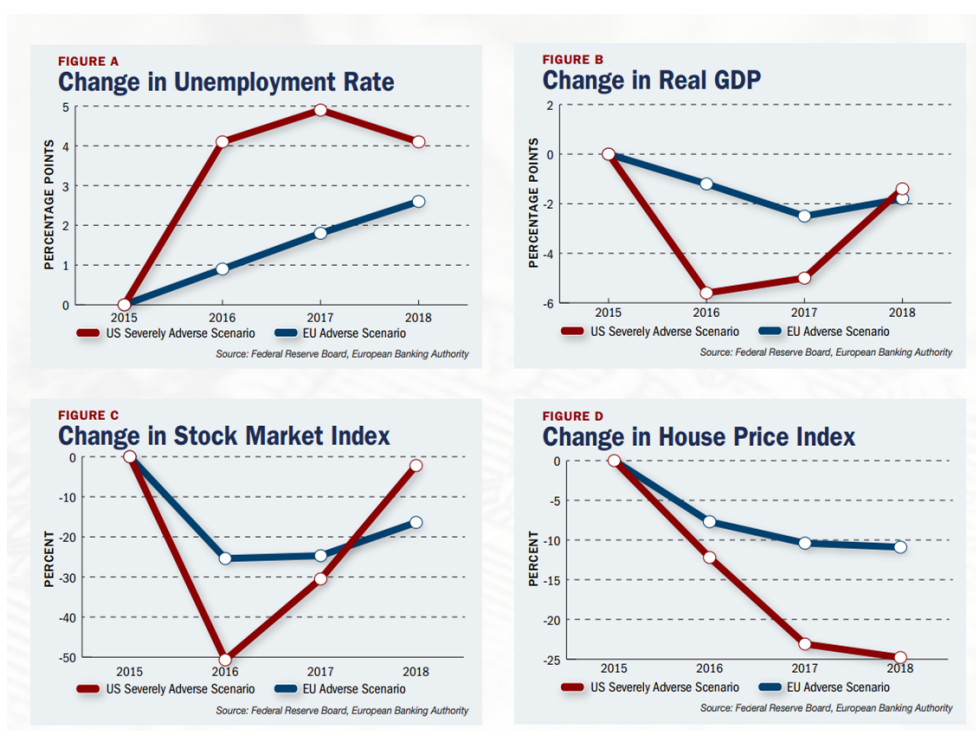 FIGURE A
Change in Unemployment Rate
PERCENTAGE POINTS
5
4
3
2
1
0
2015 2016 2017 2018
US Severely Adverse Scenario EU Adverse Scenario
Source: Federal Reserve Board, European Banking Authority
FIGURE B
Change in Real GDP
PERCENTAGE POINTS
2
0
-2
-4
-6
2015 2016 2017 2018
US Severely Adverse Scenario EU Adverse Scenario
Source: Federal Reserve Board, European Banking Authority
FIGURE C
Change in Stock Market Index
PERCENT
0
-10
-20
-30
-40
-50
2015 2016 2017 2018
US Severely Adverse Scenario EU Adverse Scenario
Source: Federal Reserve Board, European Banking Authority
FIGURE D
Change in House Price Index
PERCENT
0
-5
-10
-15
-20
-25
2015 2016 2017 2018
US Severely Adverse Scenario EU Adverse Scenario
Source: Federal Reserve Board, European Banking Authority